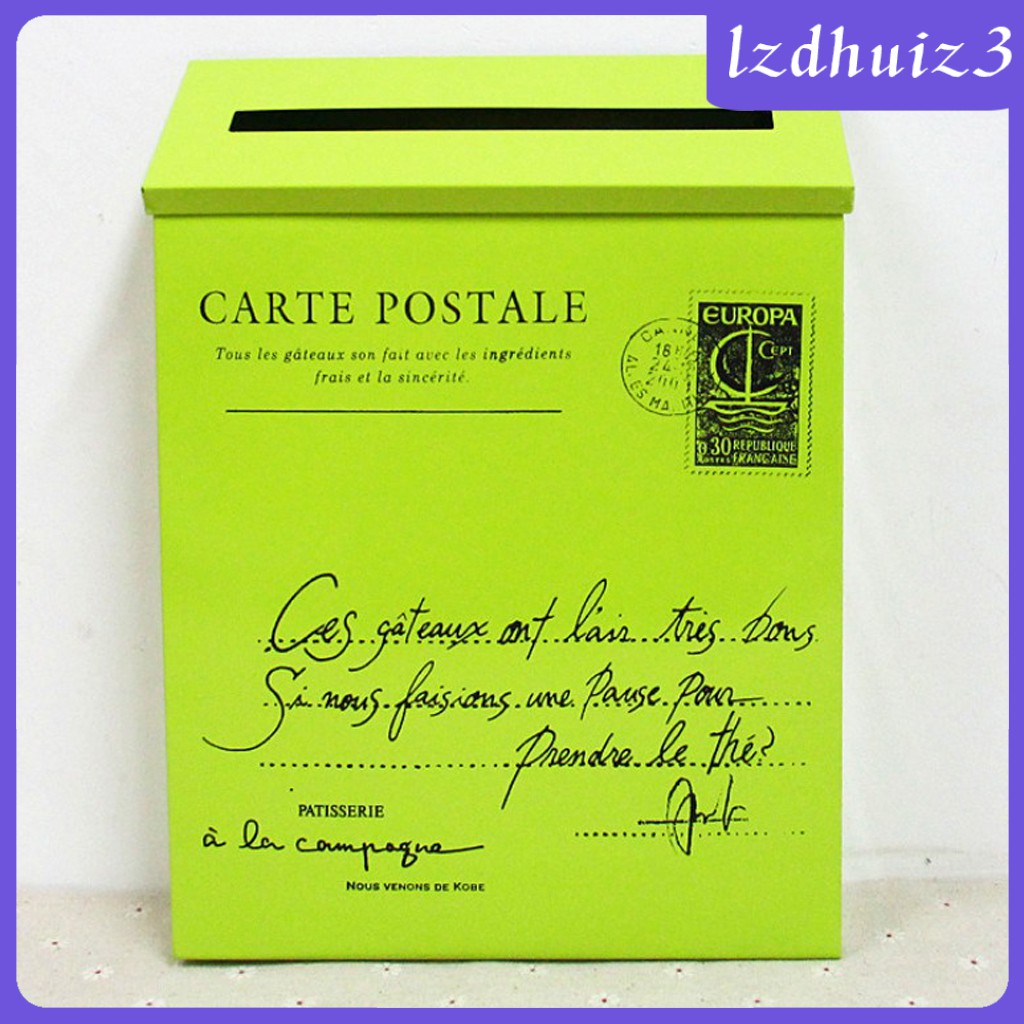 lzdhuiz3
CARTE POSTALE
Tous les gâteaux son fait avec les ingrédients
frais et la sincérité.
EUROPA
CEPT
0,30 REPUBLIQUE
POSTES FRANÇAISE
Ces gâteaux ont l'air très bons
Si nous faisions une Pause Pour
Prendre le thé?
PATISSERIE
à la campagne
NOUS VENONS DE KOBE